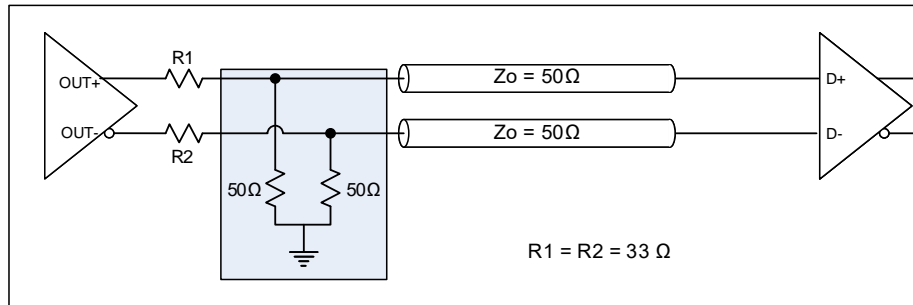 R1
OUT+
Zo = 50Ω
D+
OUT-
Zo = 50Ω
D-
R2
50Ω
50Ω
R1 = R2 = 33 Ω